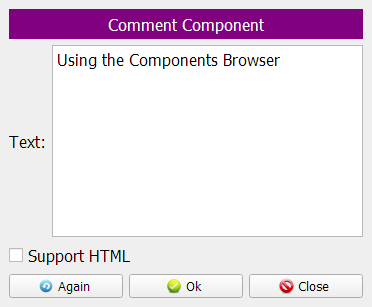 Comment Component
Using the Components Browser
Text:
Support HTML
Again
Ok
Close